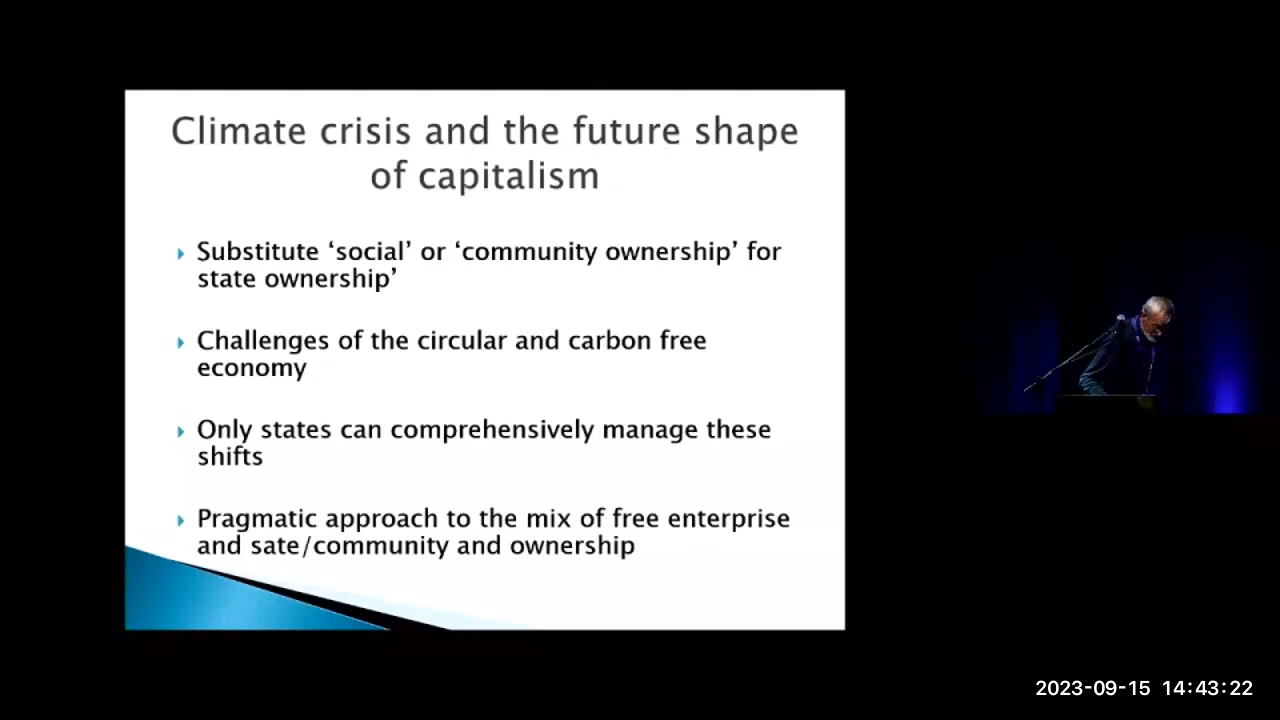 Climate crisis and the future shape
of capitalism
Substitute ‘social’ or ‘community ownership’ for
state ownership’
Challenges of the circular and carbon free
economy
Only states can comprehensively manage these
shifts
Pragmatic approach to the mix of free enterprise
and sate/community and ownership
2023-09-15 14:43:22